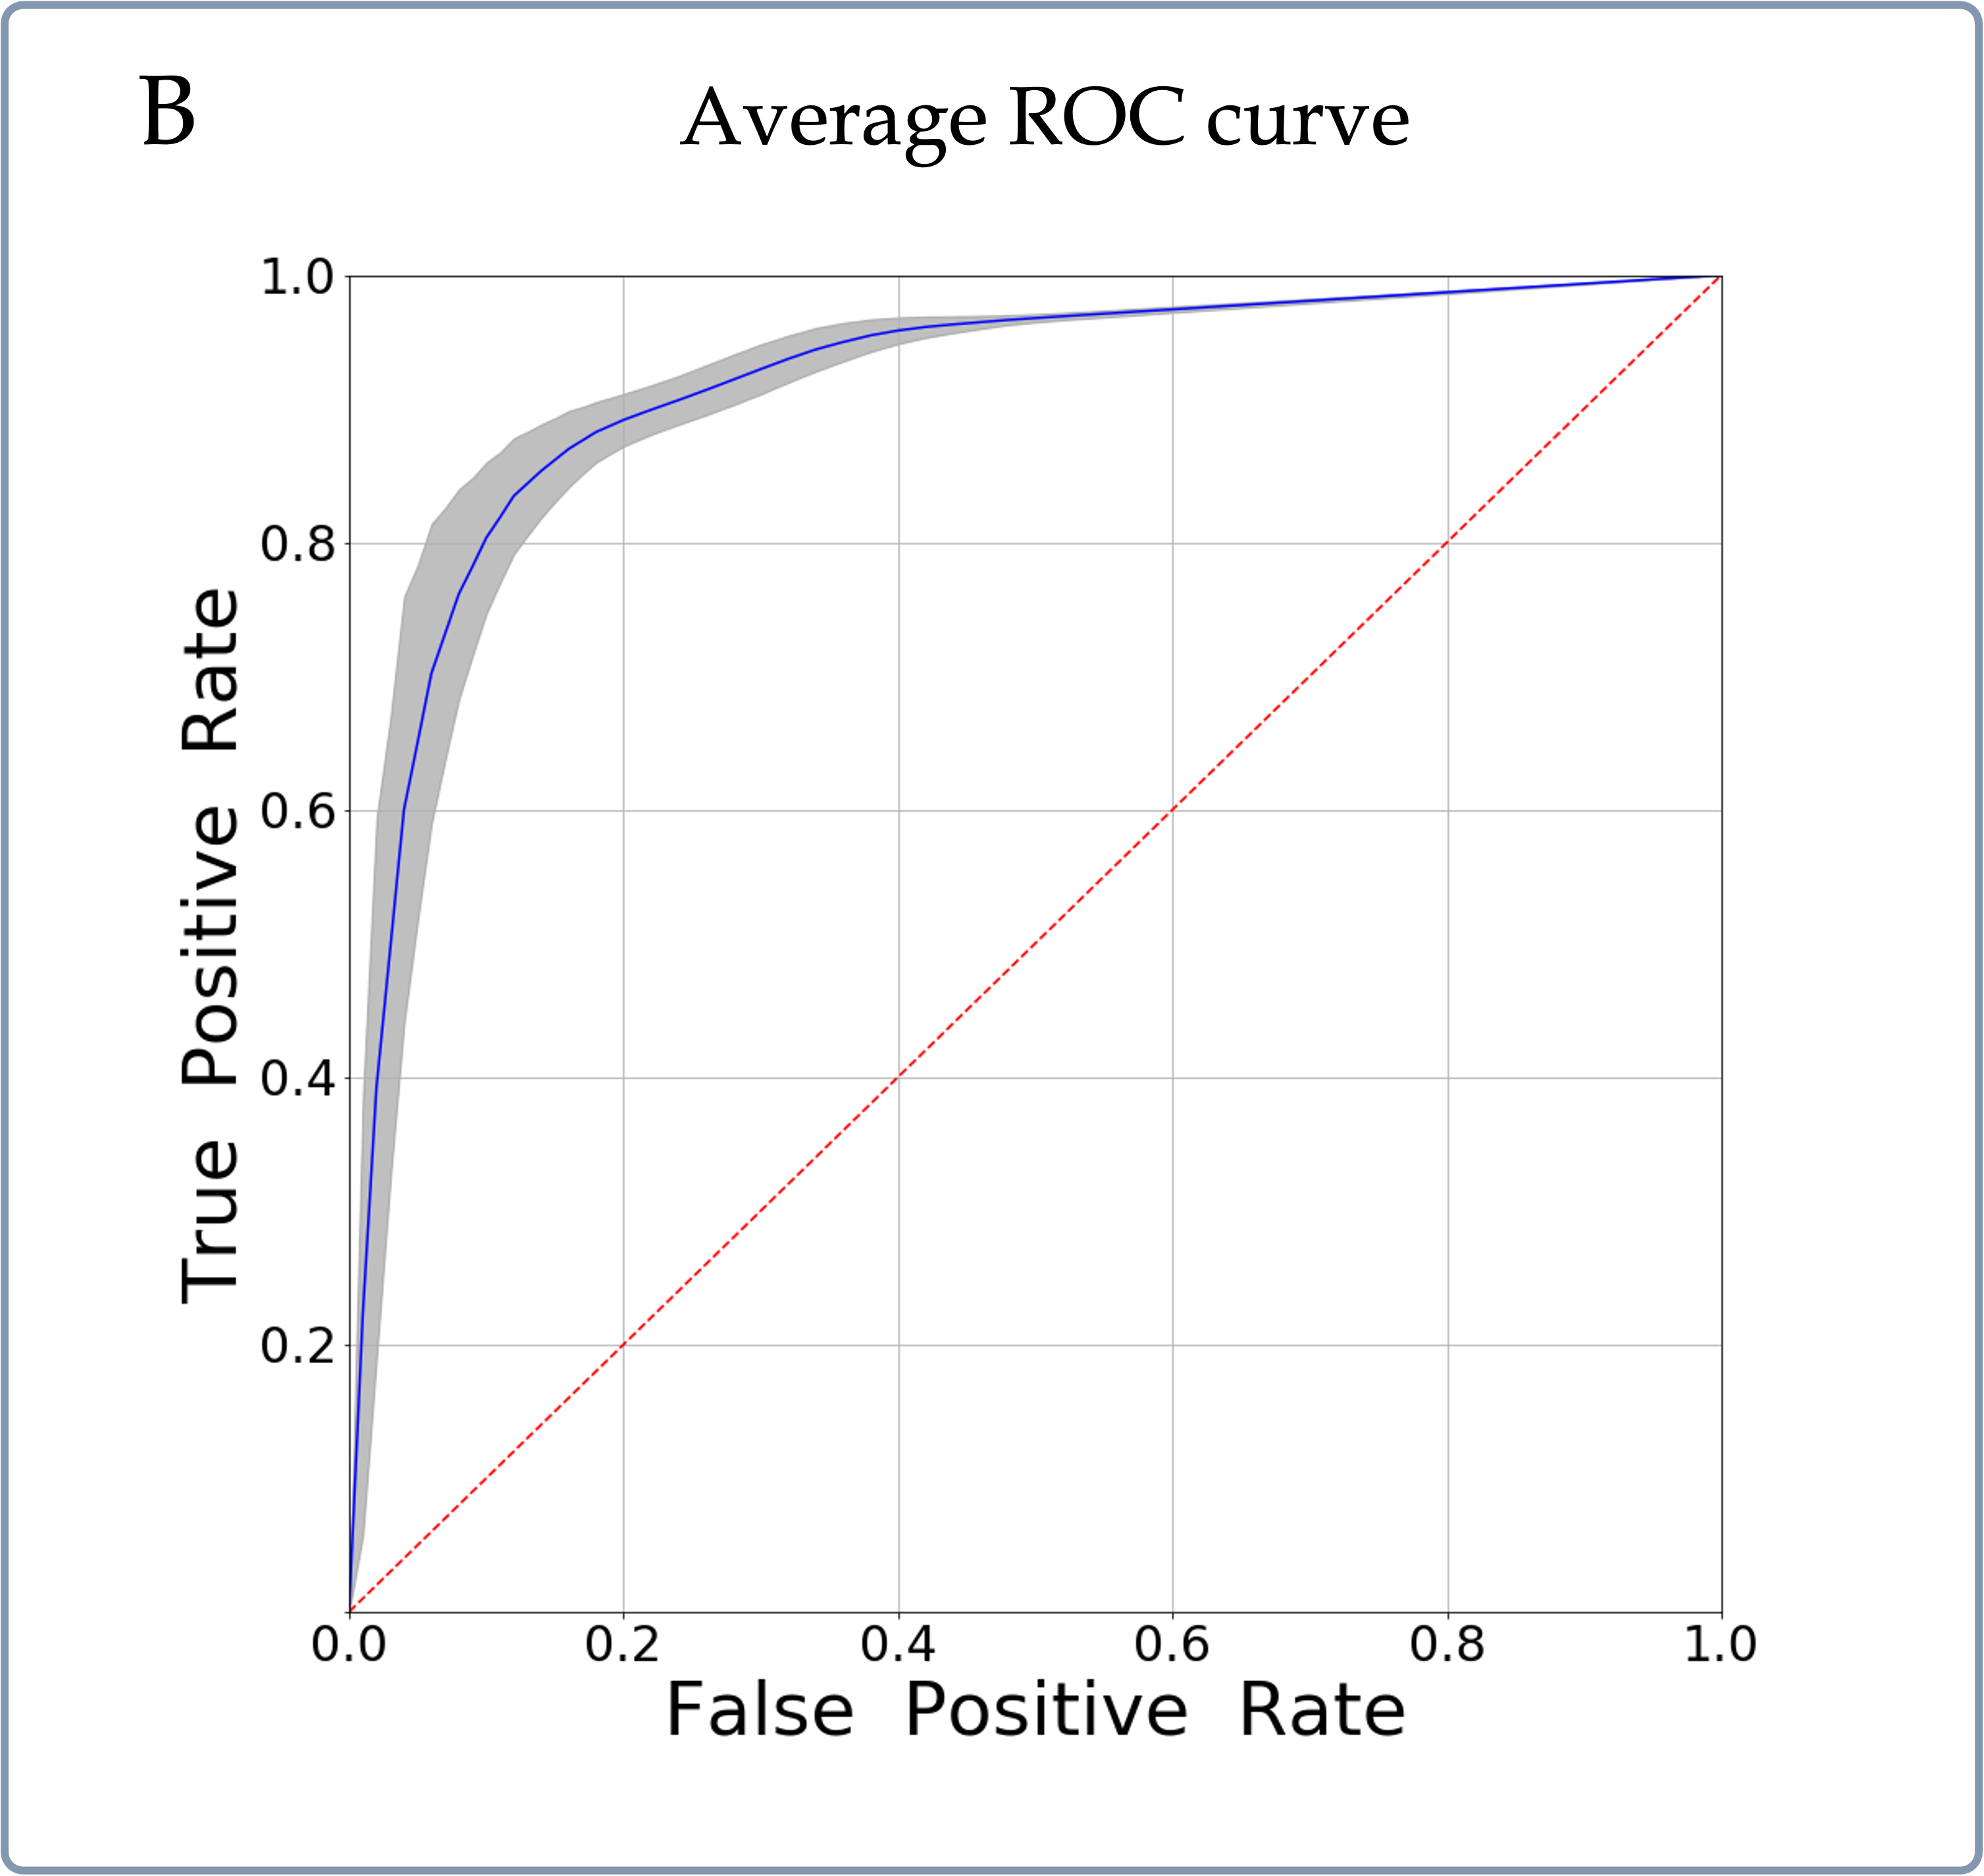 B
Average ROC curve
1.0
0.8
0.6
0.4
0.2
True Positive Rate
0.0 0.2 0.4 0.6 0.8 1.0
False Positive Rate